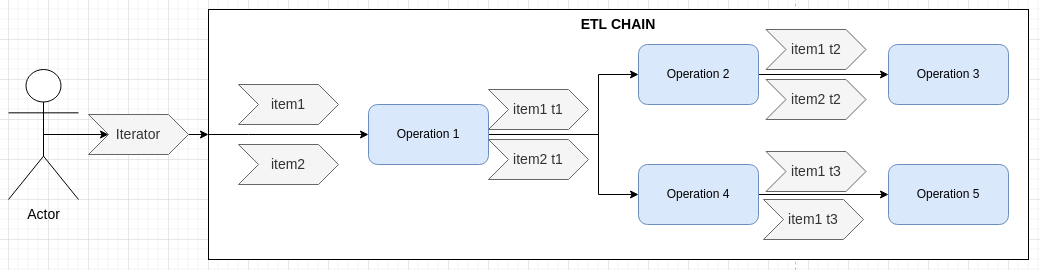 ETL CHAIN
Actor
Iterator
item1
item2
Operation 1
item1 t1
item2 t1
Operation 2
item1 t2
item2 t2
Operation 3
Operation 4
item1 t3
item1 t3
Operation 5